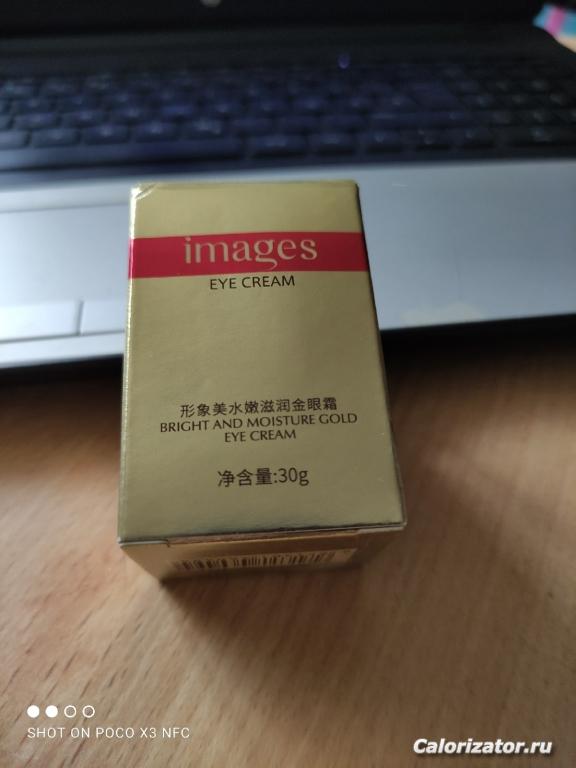 images
EYE CREAM
形象美水嫩滋润金眼霜
BRIGHT AND MOISTURE GOLD
EYE CREAM
净含量:30g
SHOT ON POCO X3 NFC
Calorizator.ru